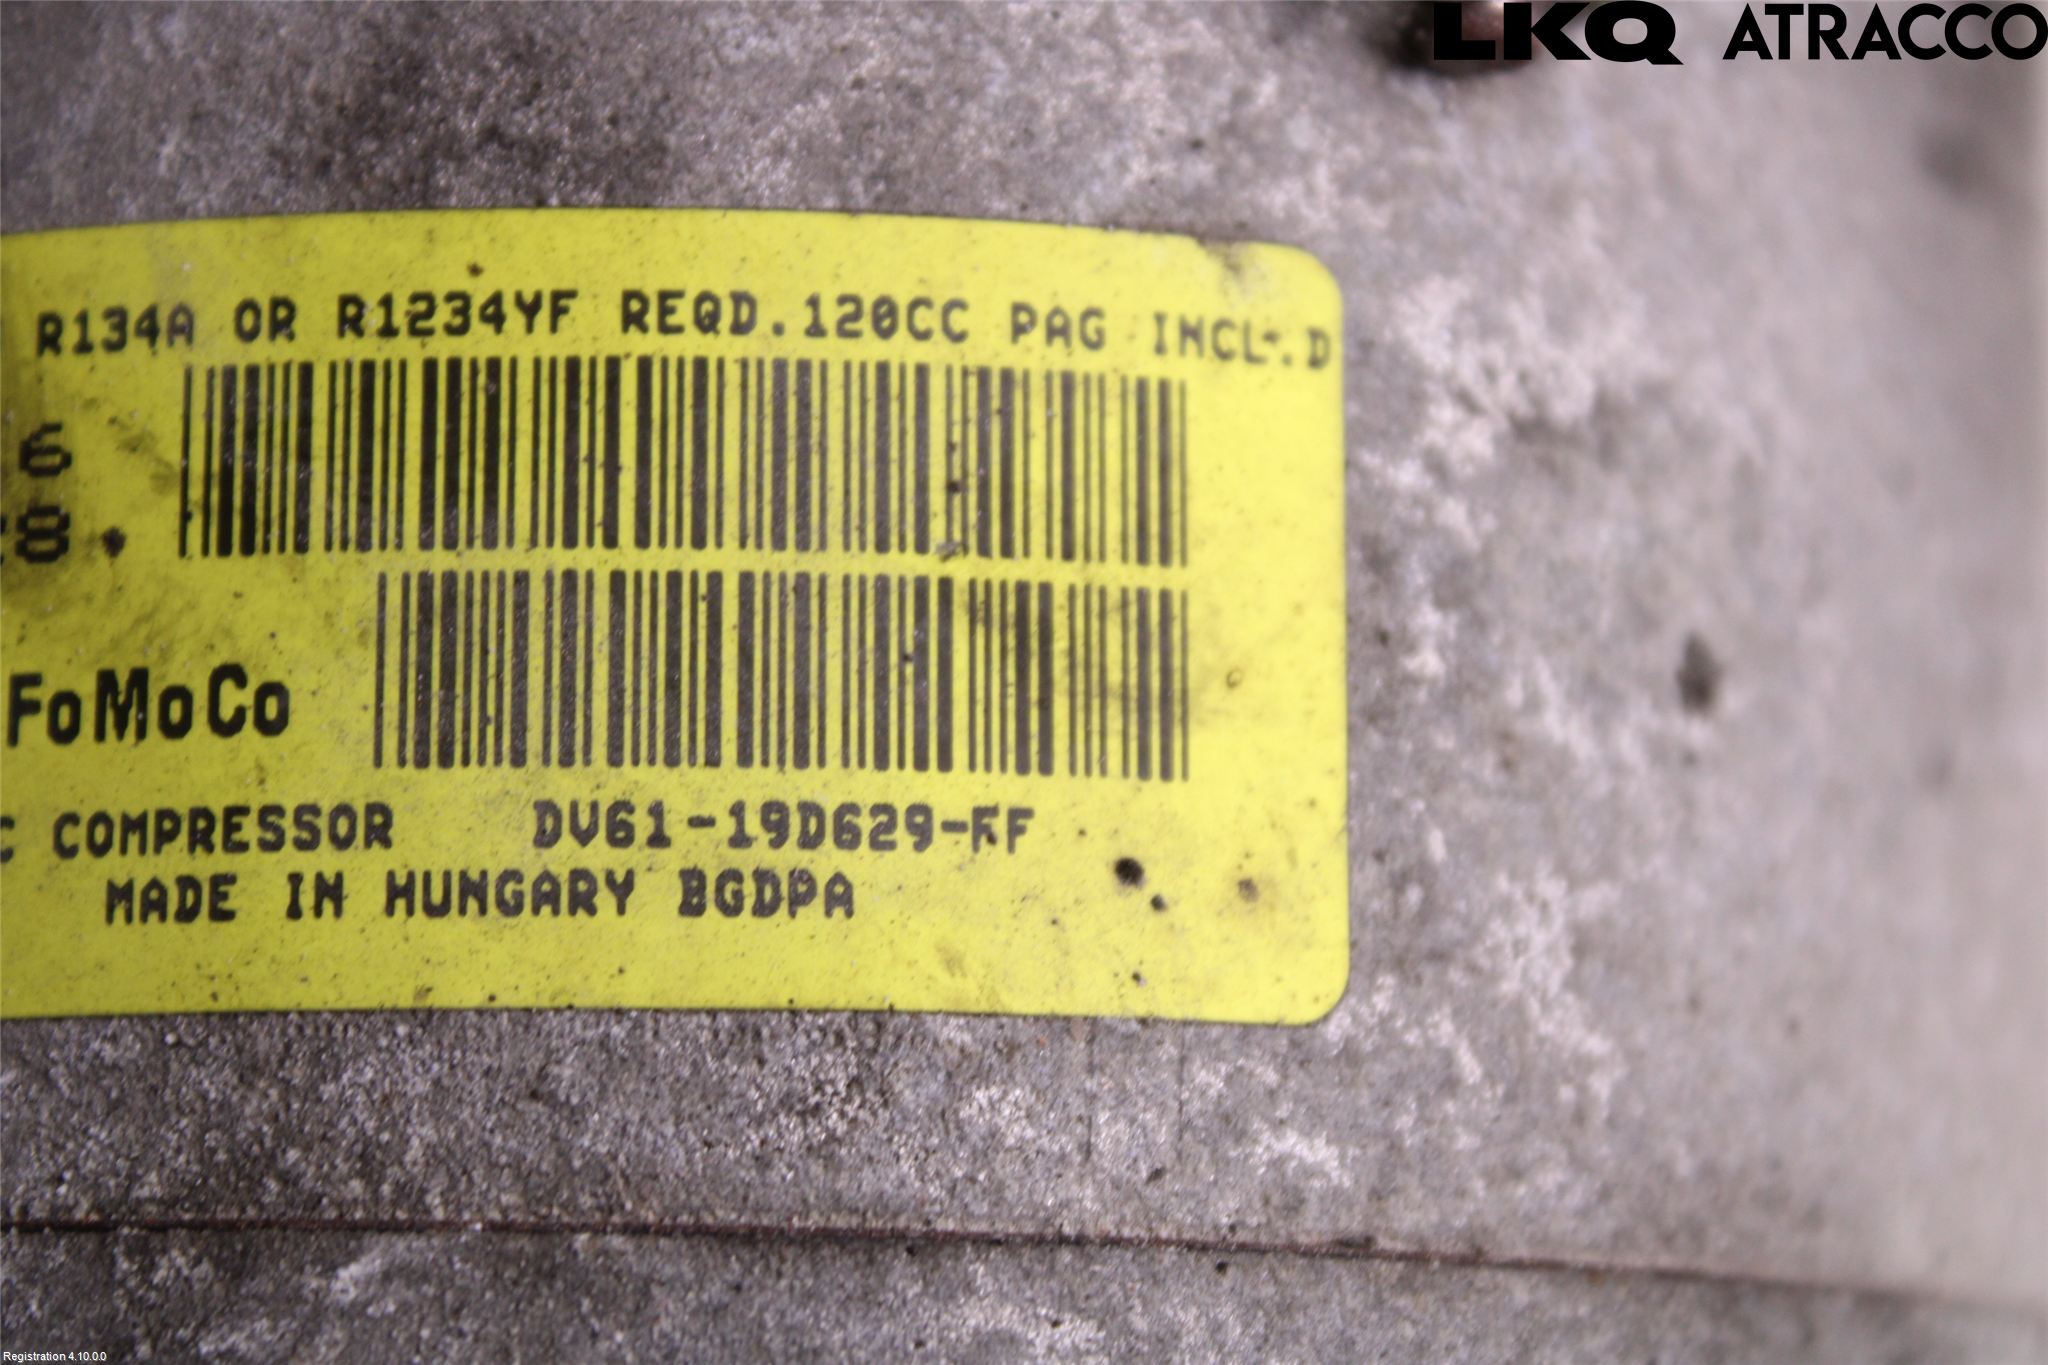 LKQ ATRACCO
R134A OR R1234YF REQD.120CC PAG INCL.D
6
8
FoMoCo
C COMPRESSOR DV61-19D629-FF
MADE IN HUNGARY BGDPA
Registration 4.10.0.0